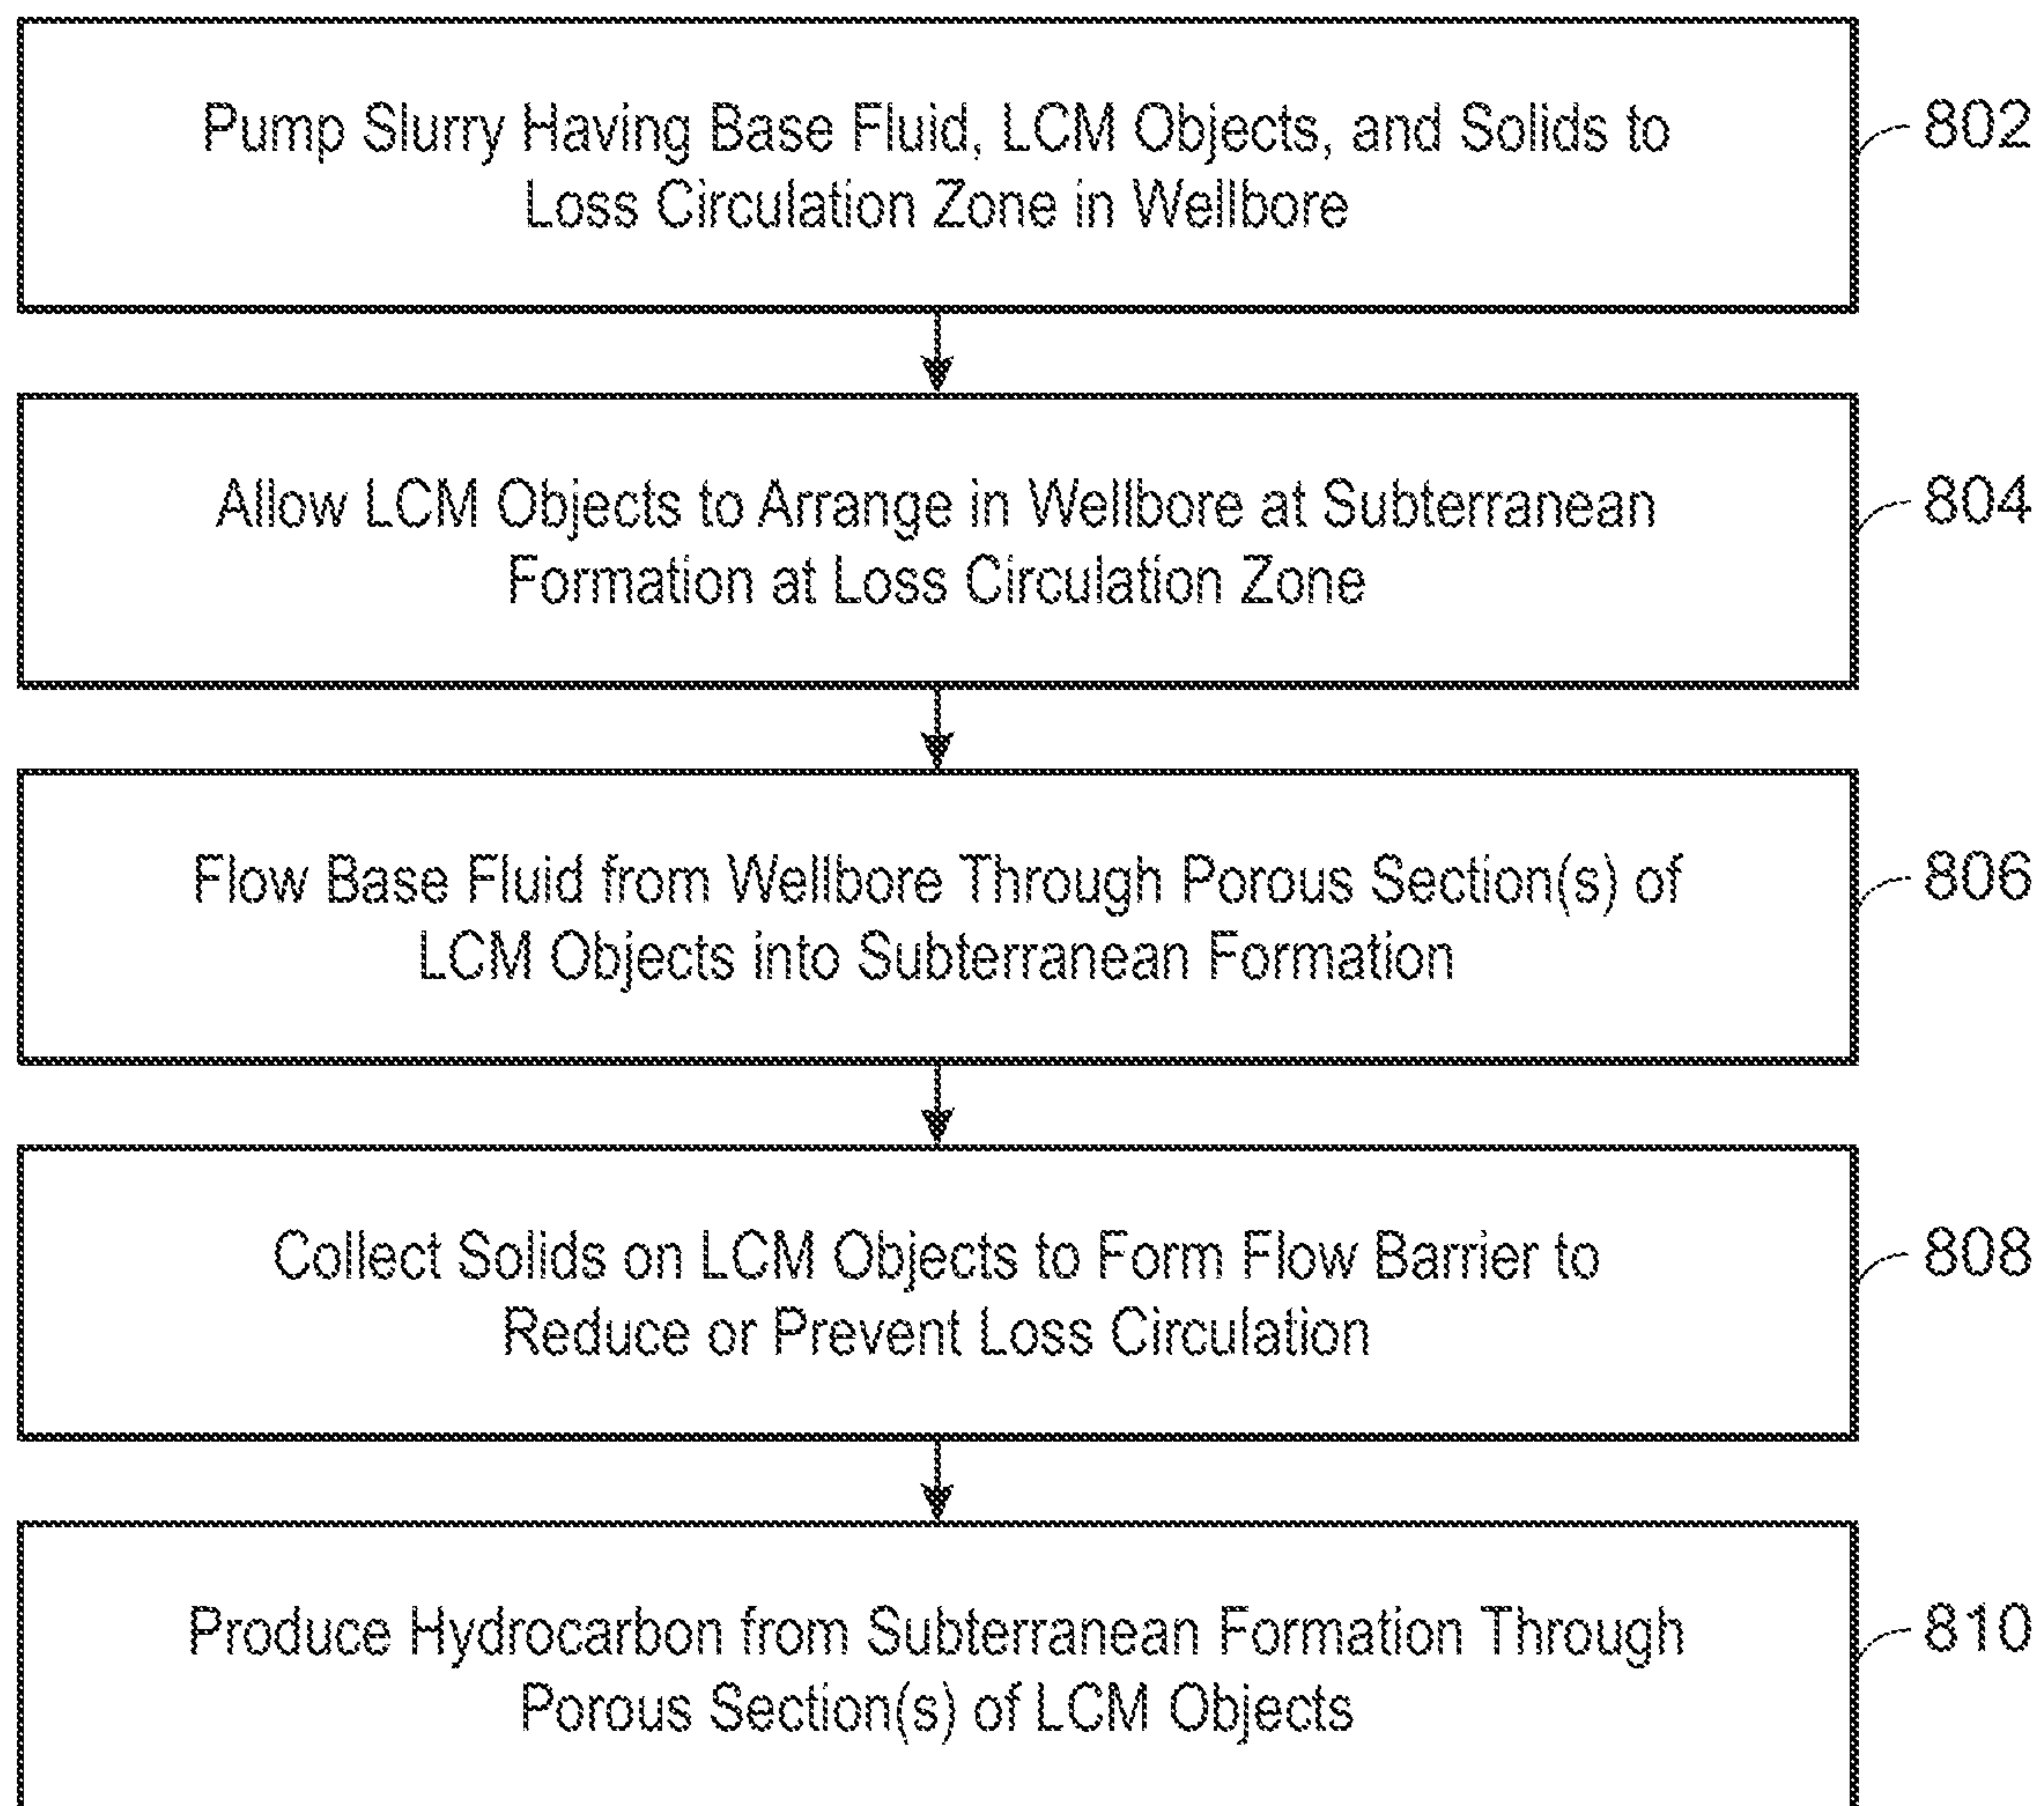 Pump Slurry Having Base Fluid, LCM Objects, and Solids to
Loss Circulation Zone in Wellbore
802
Allow LCM Objects to Arrange in Wellbore at Subterranean
Formation at Loss Circulation Zone
804
Flow Base Fluid from Wellbore Through Porous Section(s) of
LCM Objects into Subterranean Formation
806
Collect Solids on LCM Objects to Form Flow Barrier to
Reduce or Prevent Loss Circulation
808
Produce Hydrocarbon from Subterranean Formation Through
Porous Section(s) of LCM Objects
810